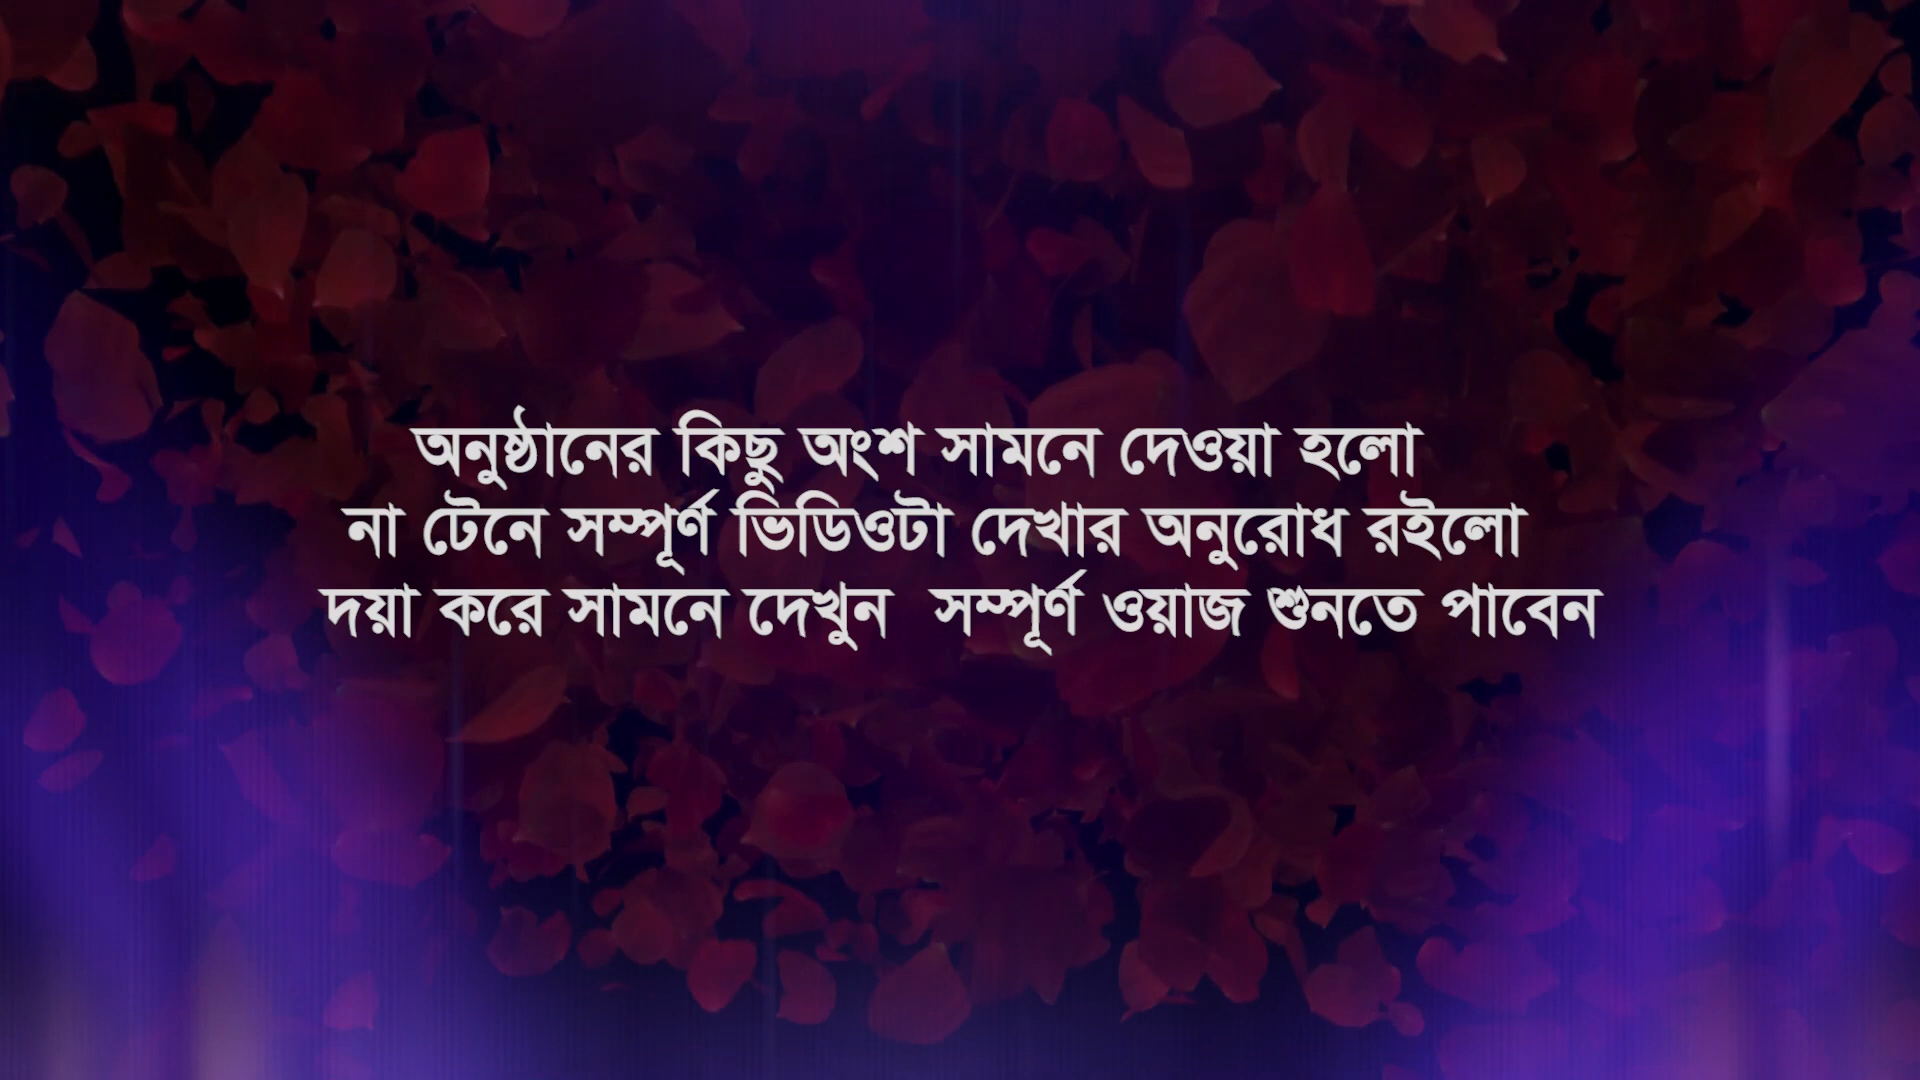 অনুষ্ঠানের কিছু অংশ সামনে দেওয়া হলো
না টেনে সম্পূর্ণ ভিডিওটা দেখার অনুরোধ রইলো
দয়া করে সামনে দেখুন সম্পূর্ণ ওয়াজ শুনতে পাবেন